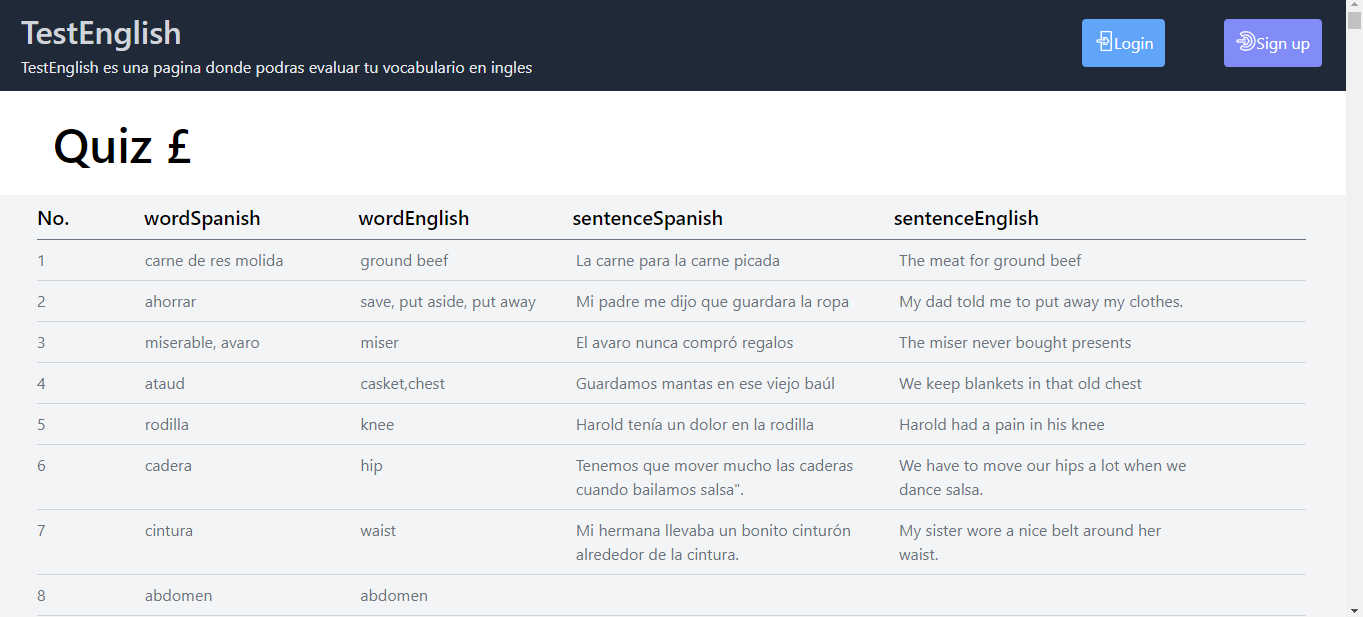 TestEnglish
TestEnglish es una pagina donde podras evaluar tu vocabulario en ingles
Login
Sign up
Quiz £
No. wordSpanish wordEnglish sentenceSpanish sentenceEnglish
1 carne de res molida ground beef La carne para la carne picada The meat for ground beef
2 ahorrar save, put aside, put away Mi padre me dijo que guardara la ropa My dad told me to put away my clothes.
3 miserable, avaro miser El avaro nunca compró regalos The miser never bought presents
4 ataud casket,chest Guardamos mantas en ese viejo baúl We keep blankets in that old chest
5 rodilla knee Harold tenía un dolor en la rodilla Harold had a pain in his knee
6 cadera hip Tenemos que mover mucho las caderas We have to move our hips a lot when we
cuando bailamos salsa". dance salsa.
7 cintura waist Mi hermana llevaba un bonito cinturón My sister wore a nice belt around her
alrededor de la cintura. waist.
8 abdomen abdomen